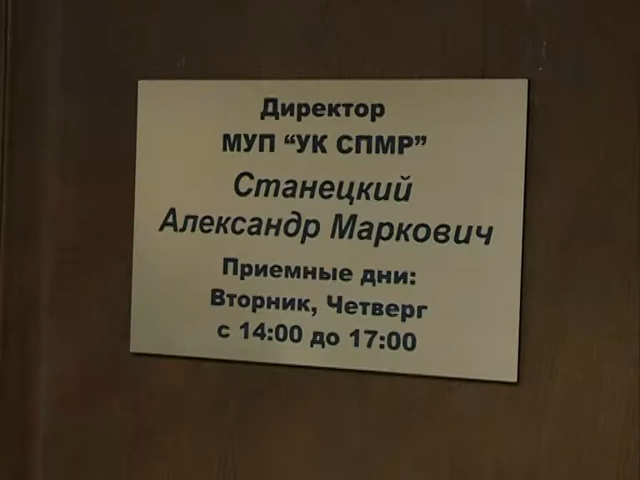 Директор
МУП “УК СПМР”
Станецкий
Александр Маркович
Приемные дни:
Вторник, Четверг
с 14:00 до 17:00